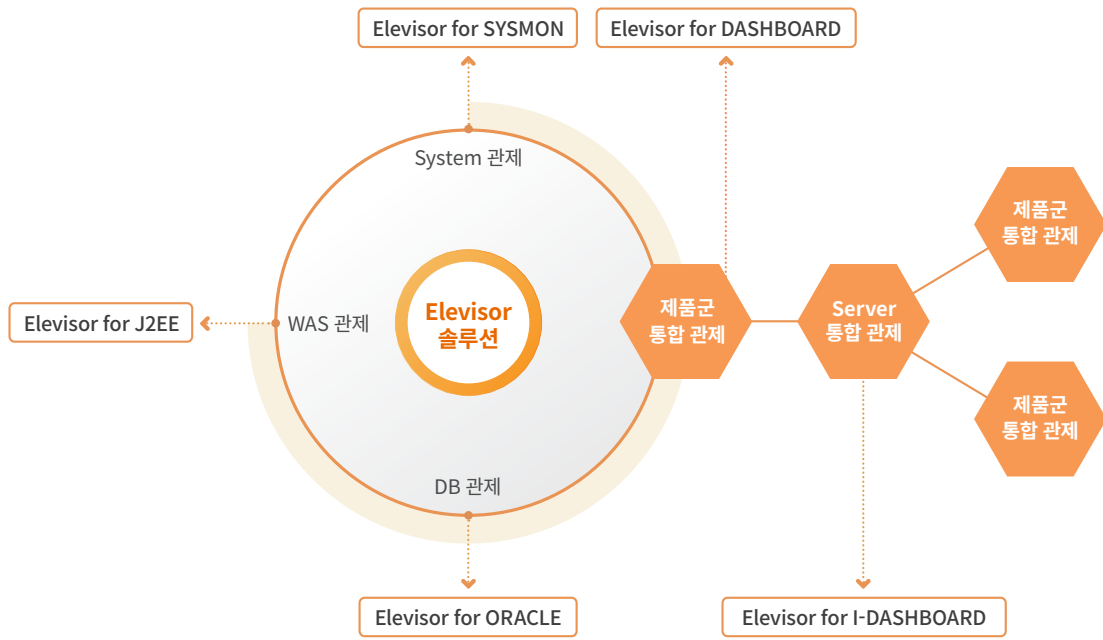 Elevisor for SYSMON
Elevisor for DASHBOARD
System 관제
제품군
통합 관제
Elevisor for J2EE
WAS 관제
Elevisor
솔루션
제품군
통합 관제
Server
통합 관제
제품군
통합 관제
DB 관제
Elevisor for ORACLE
Elevisor for I-DASHBOARD